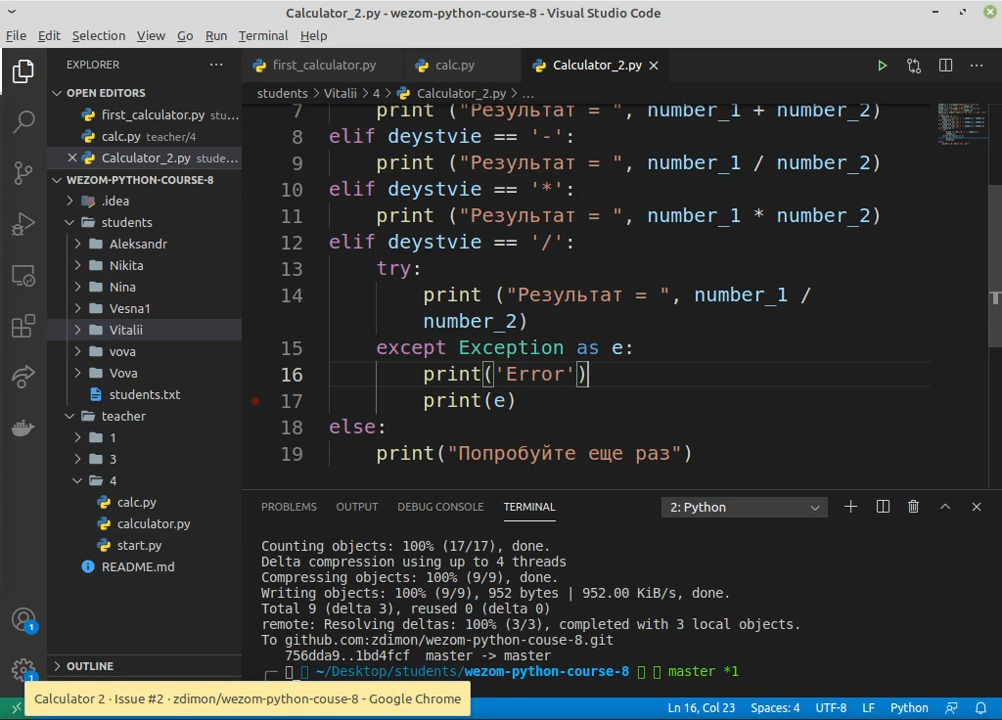 Calculator_2.py - wezom-python-course-8 - Visual Studio Code
File Edit Selection View Go Run Terminal Help
EXPLORER
OPEN EDITORS
first_calculator.py stu...
calc.py teacher/4
Calculator_2.py stude...
WEZOM-PYTHON-COURSE-8
.idea
students
Aleksandr
Nikita
Nina
Vesna1
Vitalii
vova
Vova
students.txt
teacher
1
3
4
calc.py
calculator.py
start.py
README.md
OUTLINE
first_calculator.py calc.py Calculator_2.py
students > Vitalii > 4 > Calculator_2.py > ...
7 print ("Результат = ", number_1 + number_2)
8 elif deystvie == '-':
9 print ("Результат = ", number_1 / number_2)
10 elif deystvie == '*':
11 print ("Результат = ", number_1 * number_2)
12 elif deystvie == '/':
13 try:
14 print ("Результат = ", number_1 /
number_2)
15 except Exception as e:
16 print('Error')
17 print(e)
18 else:
19 print("Попробуйте еще раз")
PROBLEMS OUTPUT DEBUG CONSOLE TERMINAL 2: Python
Counting objects: 100% (17/17), done.
Delta compression using up to 4 threads
Compressing objects: 100% (9/9), done.
Writing objects: 100% (9/9), 952 bytes | 952.00 KiB/s, done.
Total 9 (delta 3), reused 0 (delta 0)
remote: Resolving deltas: 100% (3/3), completed with 3 local objects.
To github.com:zdimon/wezom-python-couse-8.git
756dda9..1bd4fcf master -> master
~/Desktop/students/wezom-python-course-8 master *1
1
1
Calculator 2 · Issue #2 · zdimon/wezom-python-couse-8 - Google Chrome
Ln 16, Col 23 Spaces: 4 UTF-8 LF Python